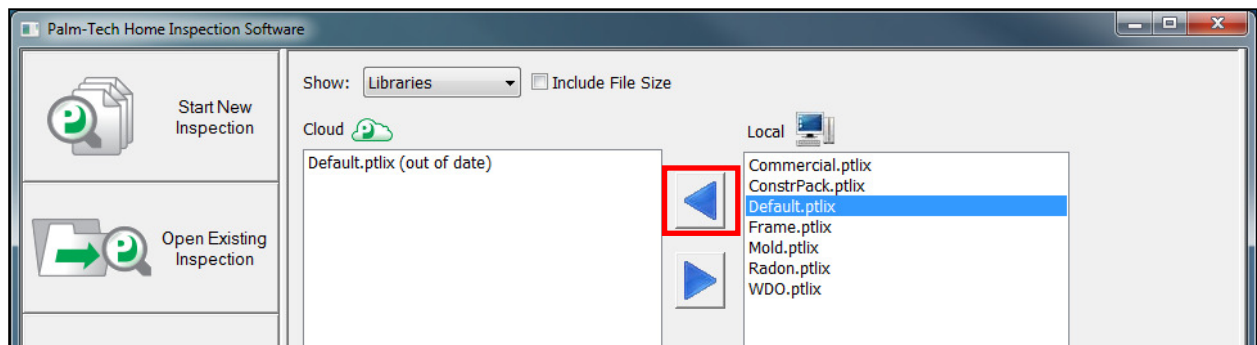 Palm-Tech Home Inspection Software
Start New
Inspection
Open Existing
Inspection
Show: Libraries Include File Size
Cloud
Default.ptlix (out of date)
Local
Commercial.ptlix
ConstrPack.ptlix
Default.ptlix
Frame.ptlix
Mold.ptlix
Radon.ptlix
WDO.ptlix